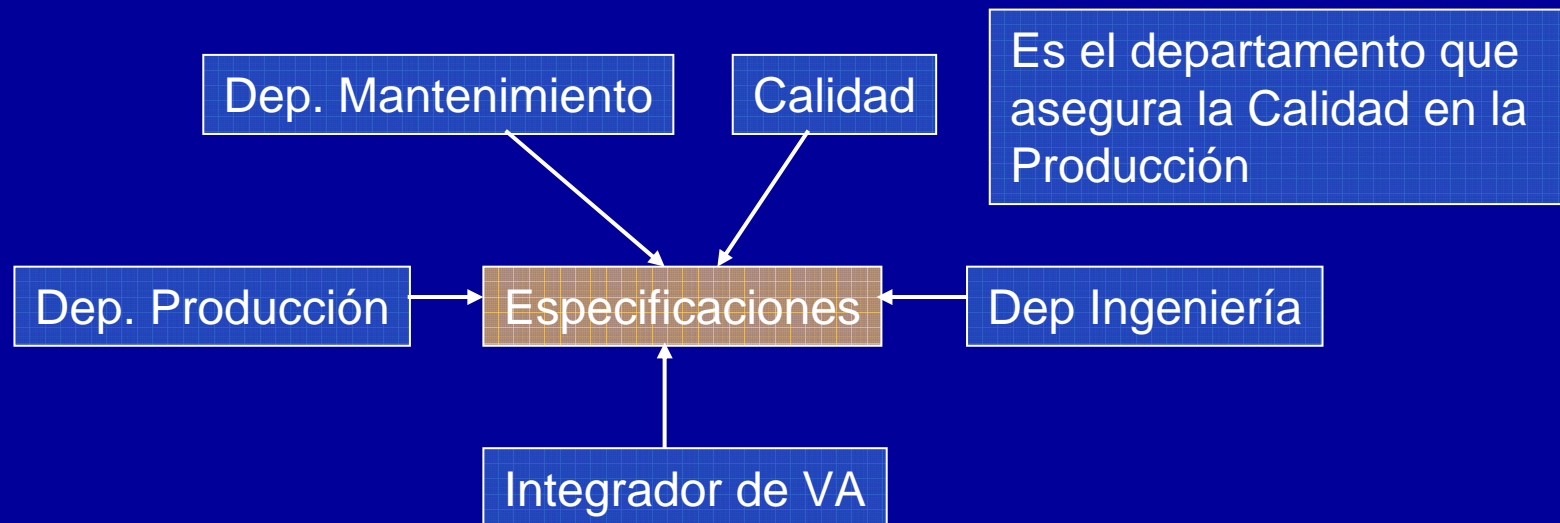 Dep. Mantenimiento
Calidad
Es el departamento que
asegura la Calidad en la
Producción
Dep. Producción
Especificaciones
Dep Ingeniería
Integrador de VA